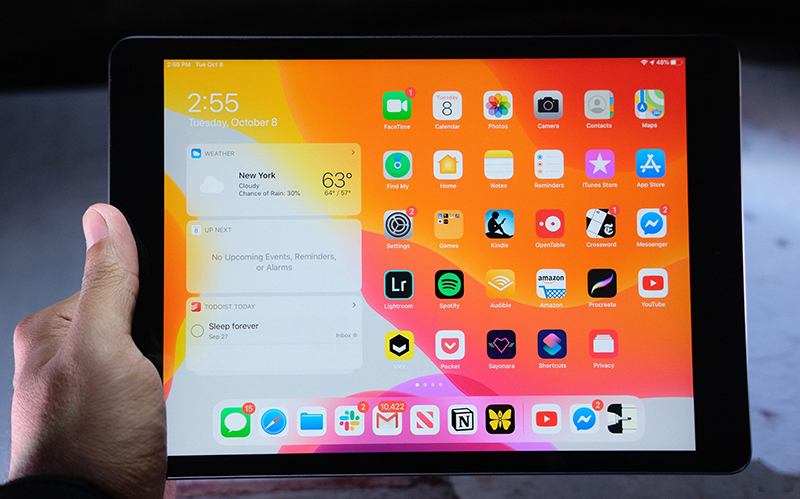 2:55 PM Tue Oct 8
48%
2:55
Tuesday, October 8
WEATHER
New York
Cloudy
Chance of Rain: 30%
63°
64° / 57°
8 UP NEXT
No Upcoming Events, Reminders,
or Alarms
TODOIST TODAY
Sleep forever
Sep 27
Inbox
1
Tuesday
8
FaceTime Calendar Photos Camera Contacts Maps
Find My Home Notes Reminders iTunes Store App Store
2 1 2
Settings Games Kindle OpenTable Crossword Messenger
Lr
amazon
Lightroom Spotify Audible Amazon Procreate YouTube
Pocket Sayonara Shortcuts Privacy
15 2 10,422 2